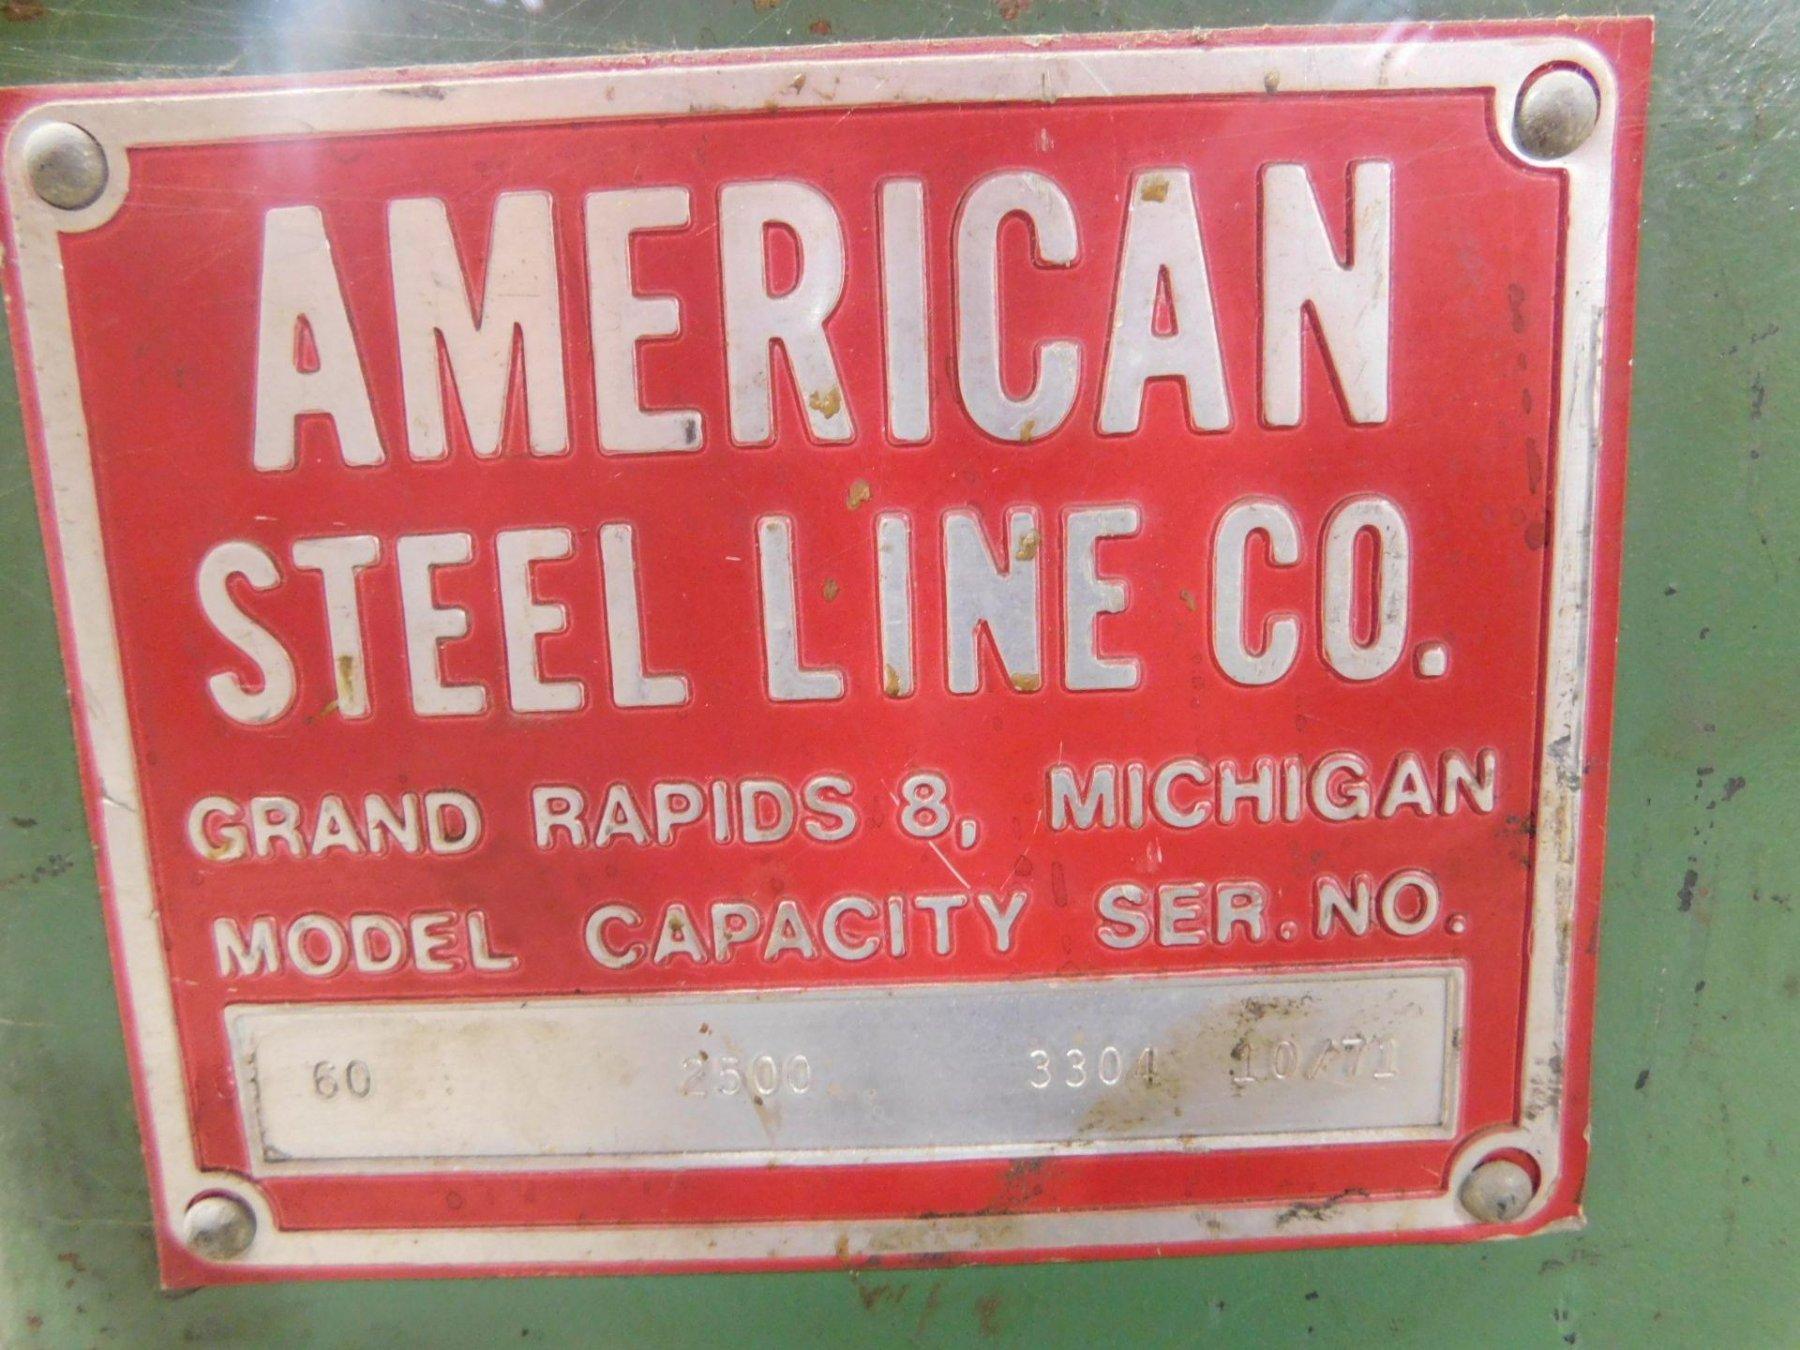 AMERICAN
STEEL LINE CO.
GRAND RAPIDS 8, MICHIGAN
MODEL CAPACITY SER. NO.
60 2500 3304 10/71